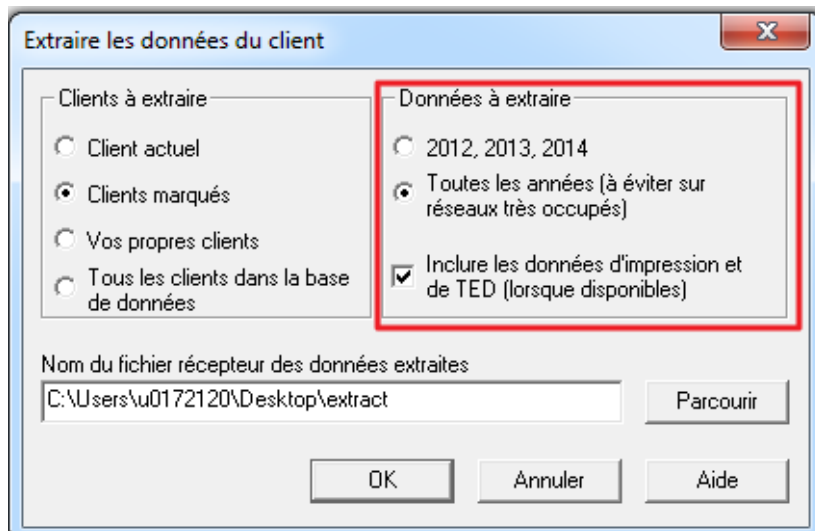 Extraire les données du client
Clients à extraire
Client actuel
Clients marqués
Vos propres clients
Tous les clients dans la base
de données
Données à extraire
2012, 2013, 2014
Toutes les années (à éviter sur
réseaux très occupés)
Inclure les données d'impression et
de TED (lorsque disponibles)
Nom du fichier récepteur des données extraites
C:\Users\u0172120\Desktop\extract
Parcourir
OK
Annuler
Aide